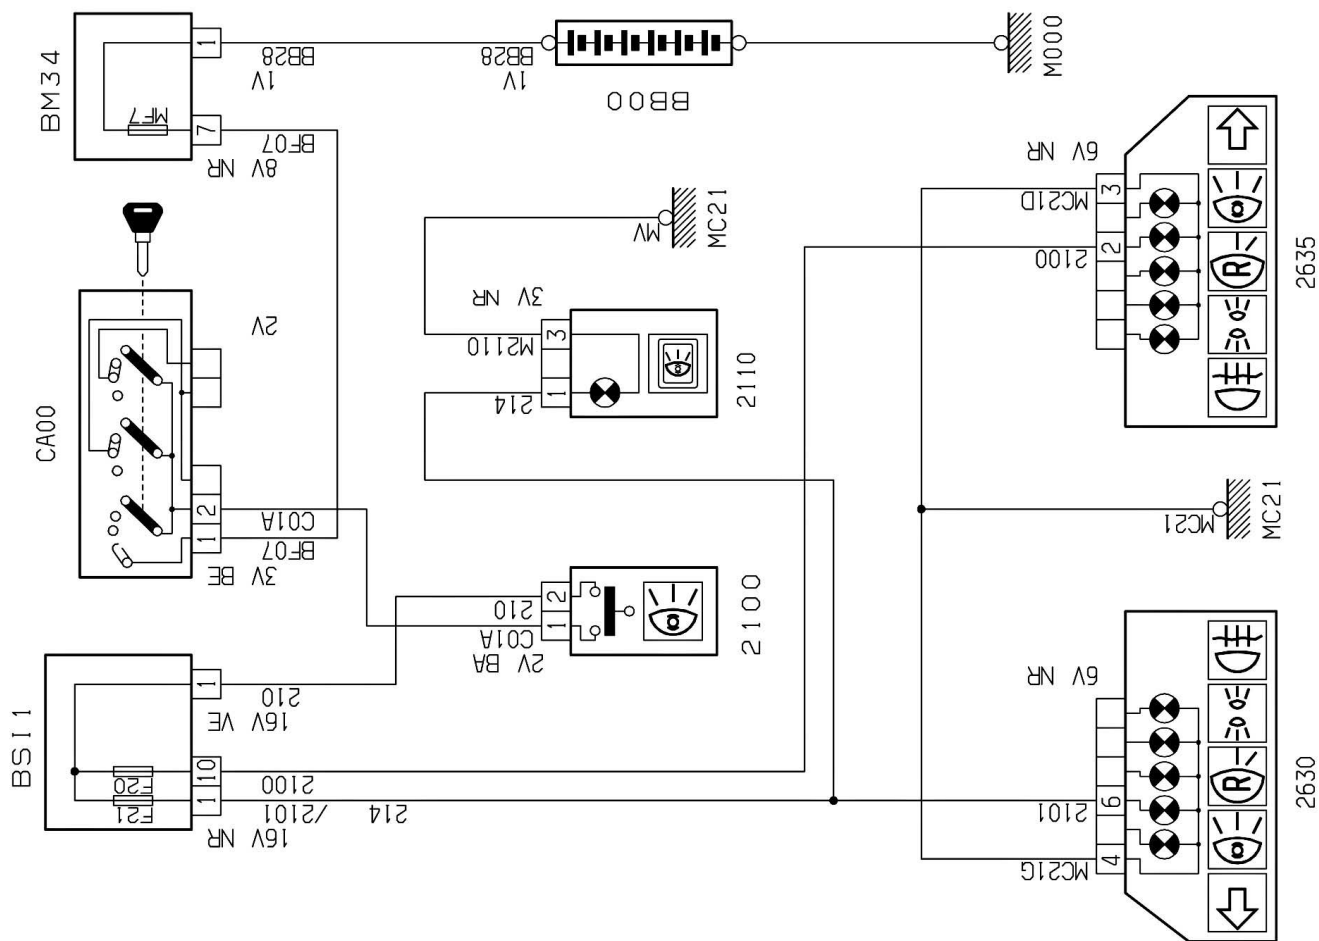 BM34
1
7
MF7
BB28
1V
BF07
8V NR
BB28
1V
BB00
M000
CA00
2V
2
1
C01A
BF07
3V BE
MV
MC21
3V NR
3
1
M2110
214
2110
6V NR
3
2
MC21D
2100
R
2635
MC21
MC21
2V BA
2
1
210
C01A
2100
BSI1
1
210
16V VE
10
1
F20
F21
2100
2101/ 214
16V NR
6V NR
6
4
2101
MC21G
R
2630